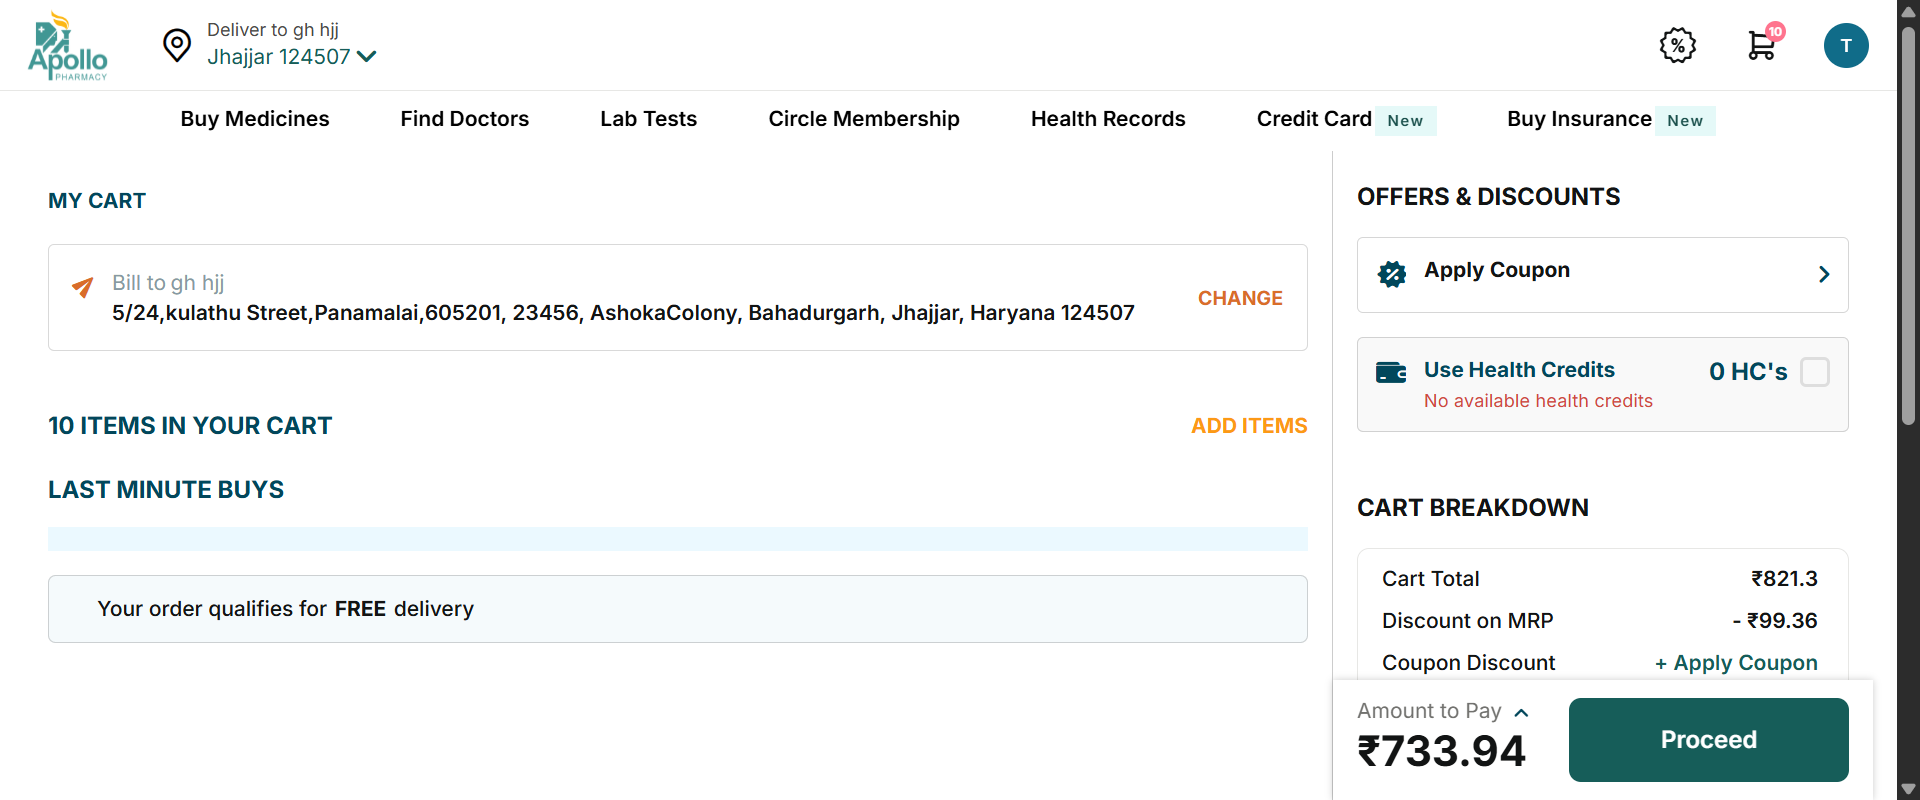 Apollo
PHARMACY
Deliver to gh hjj
Jhajjar 124507
%
10
T
Buy Medicines
Find Doctors
Lab Tests
Circle Membership
Health Records
Credit Card New
Buy Insurance New
MY CART
Bill to gh hjj
5/24,kulathu Street,Panamalai,605201, 23456, AshokaColony, Bahadurgarh, Jhajjar, Haryana 124507
CHANGE
10 ITEMS IN YOUR CART
ADD ITEMS
LAST MINUTE BUYS
Your order qualifies for FREE delivery
OFFERS & DISCOUNTS
Apply Coupon
Use Health Credits
0 HC's
No available health credits
CART BREAKDOWN
Cart Total ₹821.3
Discount on MRP - ₹99.36
Coupon Discount + Apply Coupon
Amount to Pay
₹733.94
Proceed